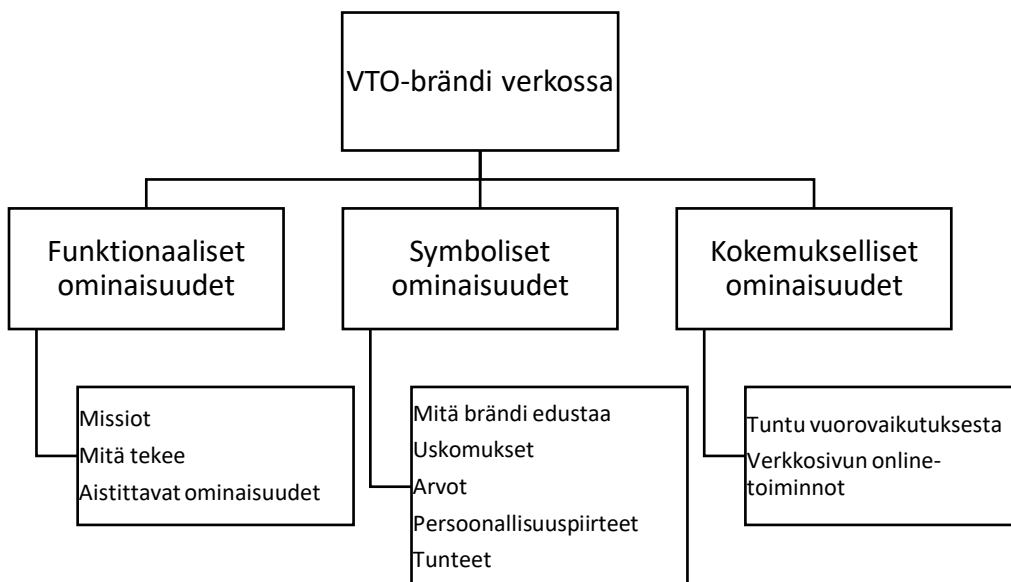 VTO-brändi verkossa
Funktionaaliset
ominaisuudet
Symboliset
ominaisuudet
Kokemukselliset
ominaisuudet
Missiot
Mitä tekee
Aistittavat ominaisuudet
Mitä brändi edustaa
Uskomukset
Arvot
Persoonallisuuspiirteet
Tunteet
Tuntu vuorovaikutuksesta
Verkkosivun online-
toiminnot